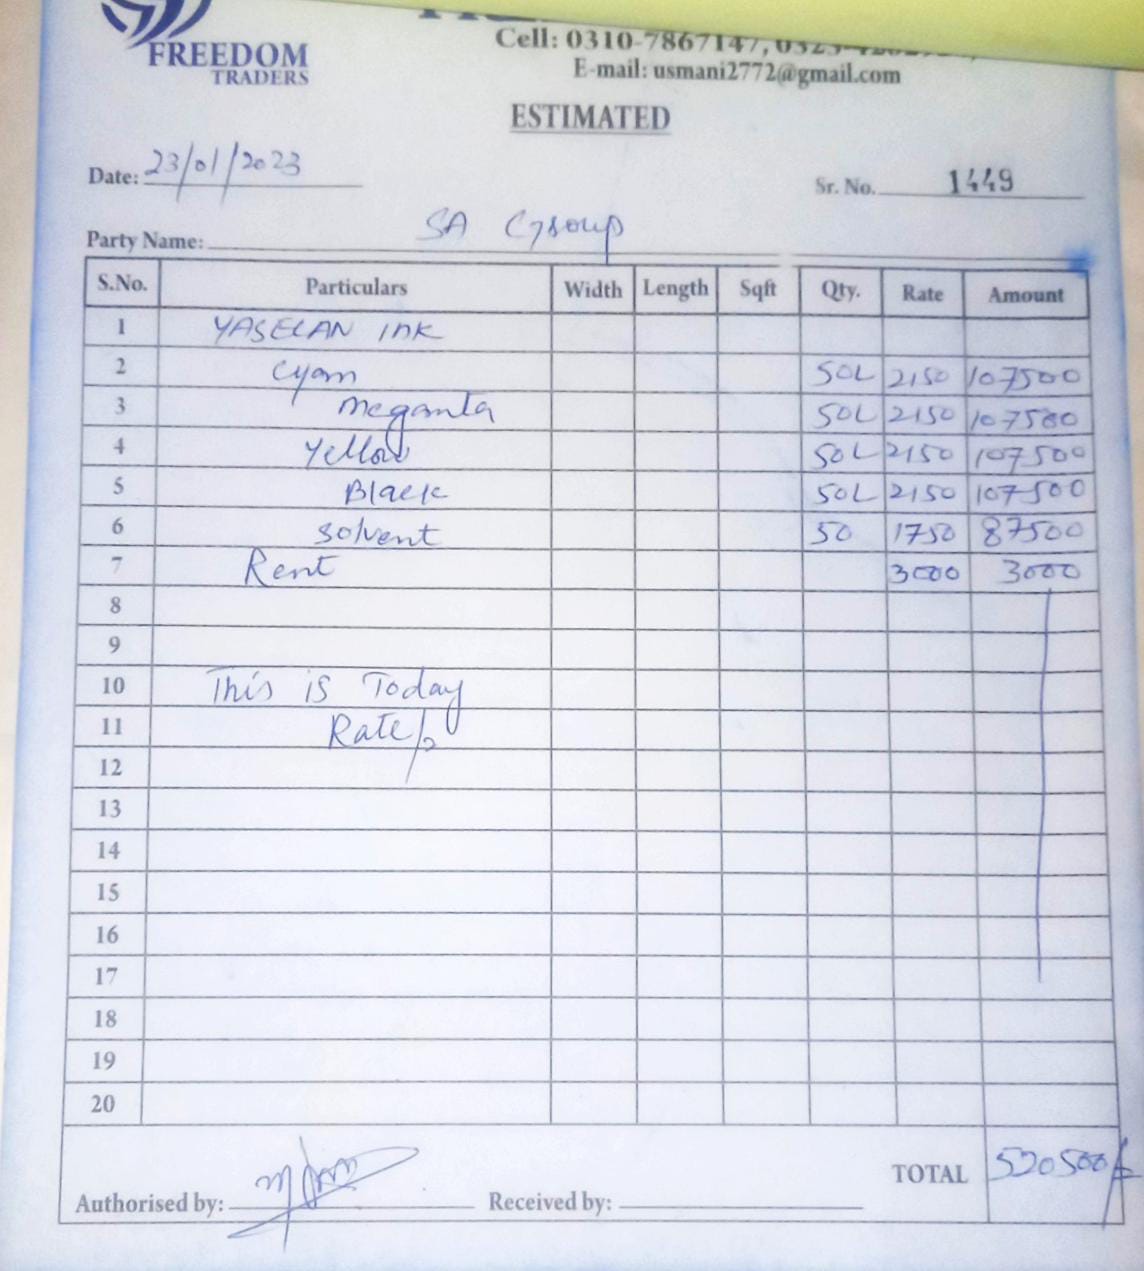 FREEDOM
TRADERS
Cell: 0310-7867147,
E-mail: usmani2772@gmail.com
ESTIMATED
Date: 23/01/2023
Sr. No. 1449
Party Name: SA Group
S.No. Particulars Width Length Sqft Qty. Rate Amount
1 YASELAN INK
2 Cyan 50L 2150 107500
3 meganta 50L 2150 107500
4 Yellow 50L 2150 107500
5 Black 50L 2150 107500
6 Solvent 50 1750 87500
7 Rent 3000 3000
8
9
10 This is Today
11 Rate/
12
13
14
15
16
17
18
19
20
TOTAL 520500/=
Authorised by: Received by: